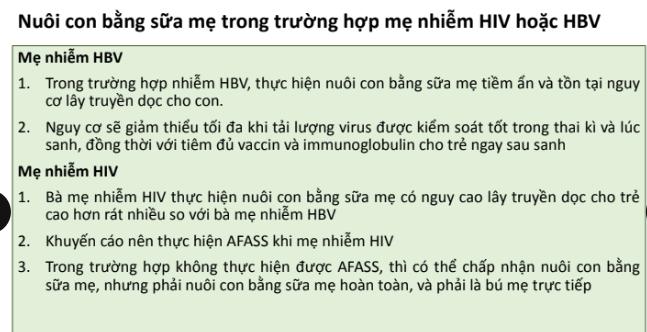 Nuôi con bằng sữa mẹ trong trường hợp mẹ nhiễm HIV hoặc HBV
Mẹ nhiễm HBV
1. Trong trường hợp nhiễm HBV, thực hiện nuôi con bằng sữa mẹ tiềm ẩn và tồn tại nguy
cơ lây truyền dọc cho con.
2. Nguy cơ sẽ giảm thiểu tối đa khi tải lượng virus được kiểm soát tốt trong thai kì và lúc
sanh, đồng thời với tiêm đủ vaccin và immunoglobulin cho trẻ ngay sau sanh
Mẹ nhiễm HIV
1. Bà mẹ nhiễm HIV thực hiện nuôi con bằng sữa mẹ có nguy cao lây truyền dọc cho trẻ
cao hơn rát nhiều so với bà mẹ nhiễm HBV
2. Khuyến cáo nên thực hiện AFASS khi mẹ nhiễm HIV
3. Trong trường hợp không thực hiện được AFASS, thì có thể chấp nhận nuôi con bằng
sữa mẹ, nhưng phải nuôi con bằng sữa mẹ hoàn toàn, và phải là bú mẹ trực tiếp